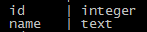 id | integer
name | text